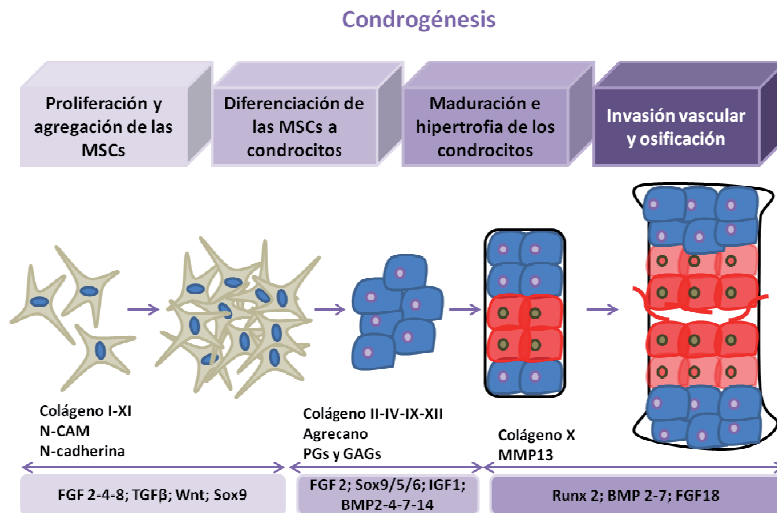 Condrogénesis
Proliferación y
agregación de las
MSCs
Diferenciación de
las MSCs a
condrocitos
Maduración e
hipertrofia de los
condrocitos
Invasión vascular
y osificación
Colágeno I-XI
N-CAM
N-cadherina
Colágeno II-IV-IX-XII
Agrecano
PGs y GAGs
Colágeno X
MMP13
FGF 2-4-8; TGFβ; Wnt; Sox9
FGF 2; Sox9/5/6; IGF1;
BMP2-4-7-14
Runx 2; BMP 2-7; FGF18